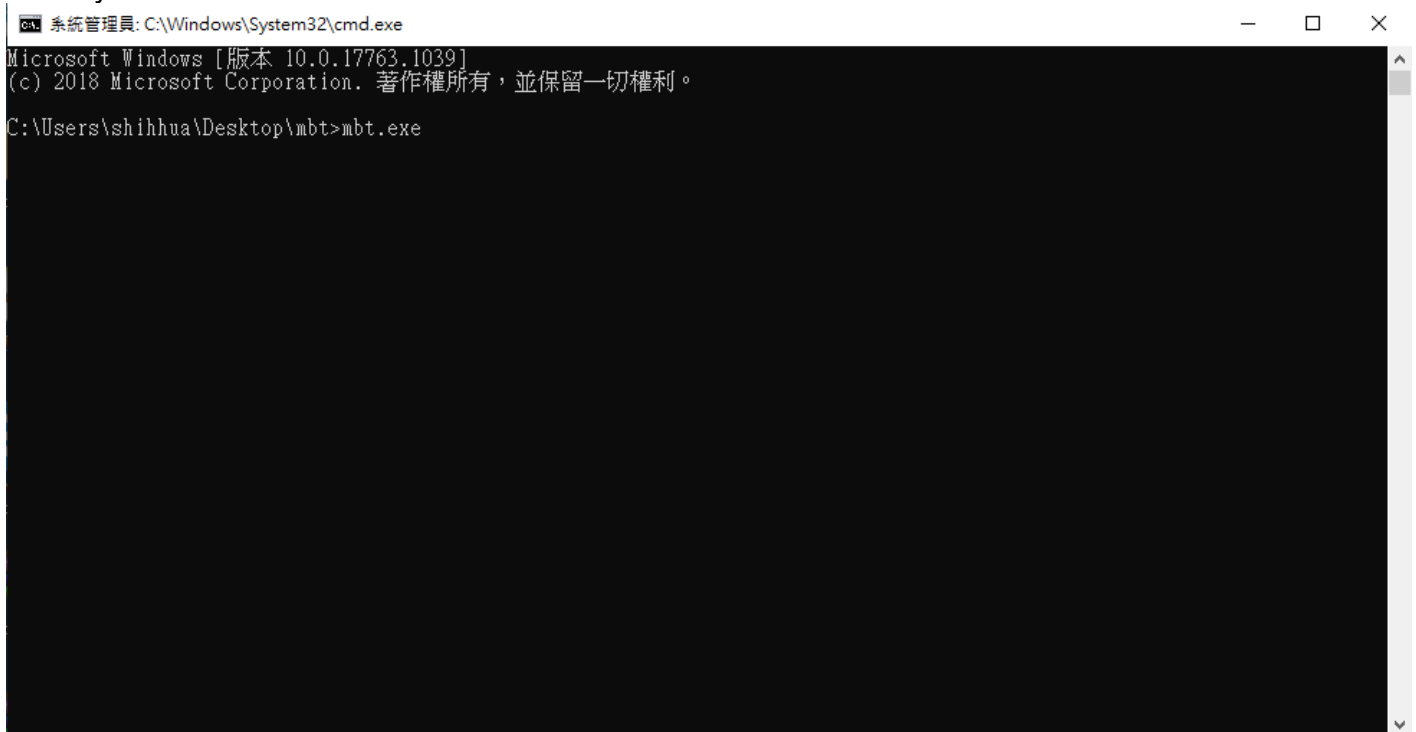 系統管理員: C:\Windows\System32\cmd.exe
Microsoft Windows [版本 10.0.17763.1039]
(c) 2018 Microsoft Corporation. 著作權所有，並保留一切權利。
C:\Users\shihhua\Desktop\mbt>mbt.exe